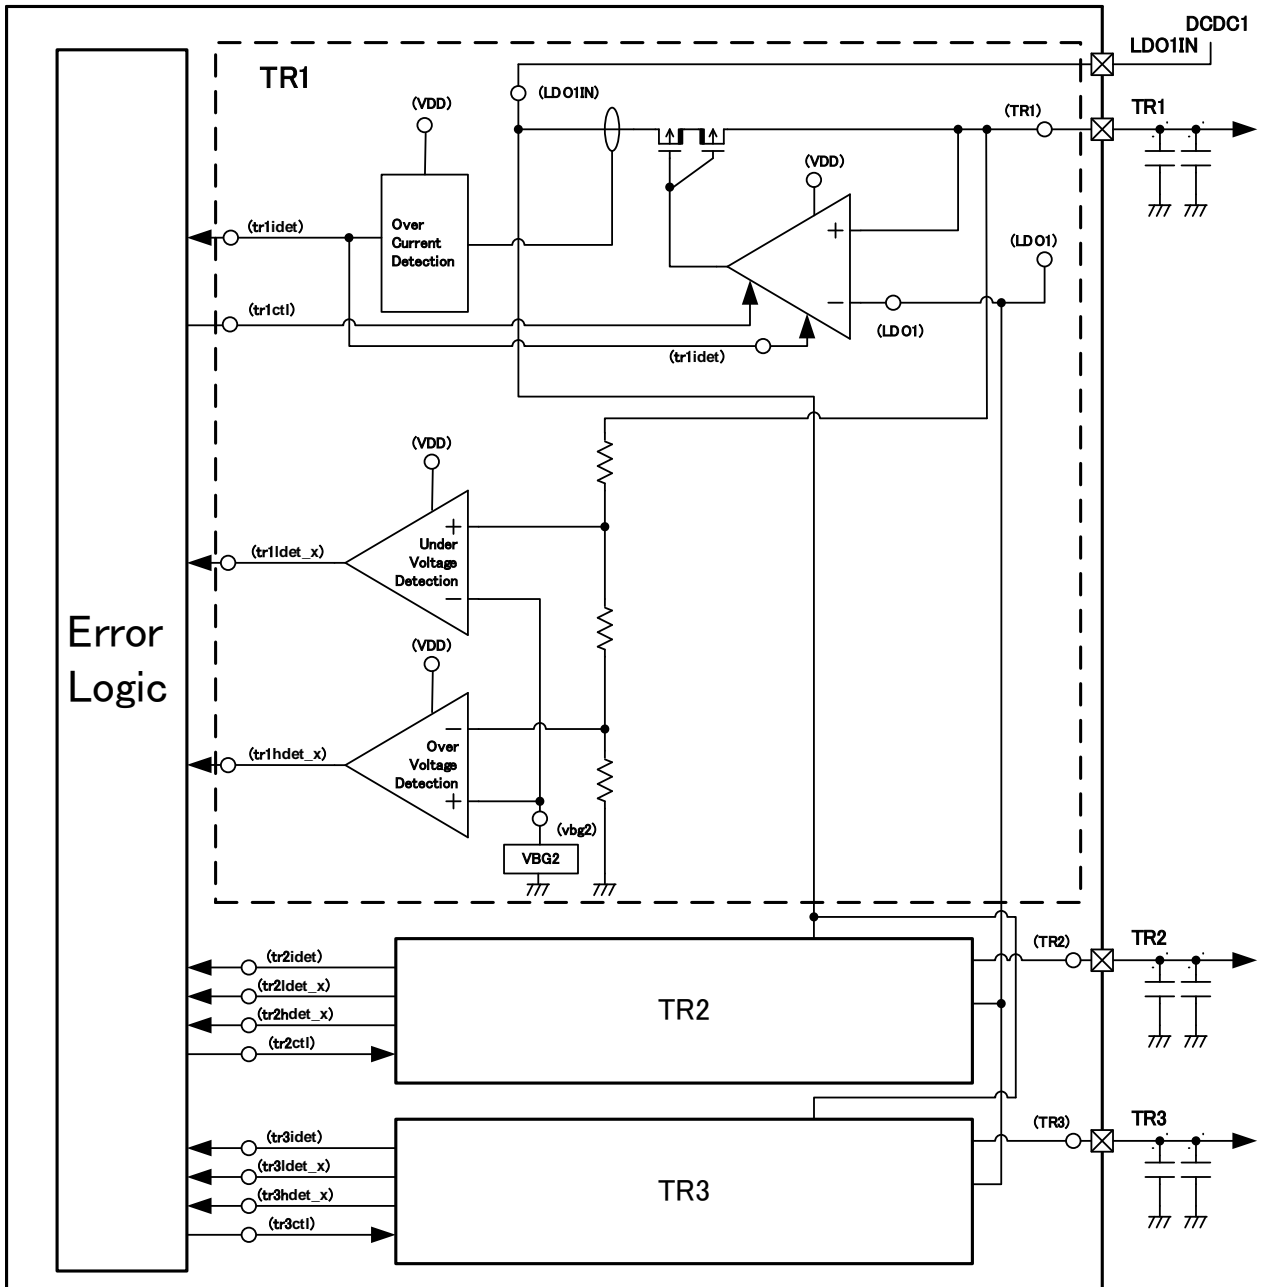 DCDC1
LDO1IN
TR1
(LDO1IN)
(VDD)
(TR1)
TR1
(VDD)
(tr1idet)
Over
Current
Detection
+
(LDO1)
(tr1ctl)
−
(LDO1)
(tr1idet)
(VDD)
(tr1ldet_x)
+
Under
Voltage
Detection
−
Error
Logic
(VDD)
(tr1hdet_x)
−
Over
Voltage
Detection
+
(vbg2)
VBG2
(tr2idet)
(tr2ldet_x)
(tr2hdet_x)
(tr2ctl)
TR2
(TR2)
TR2
(tr3idet)
(tr3ldet_x)
(tr3hdet_x)
(tr3ctl)
TR3
(TR3)
TR3